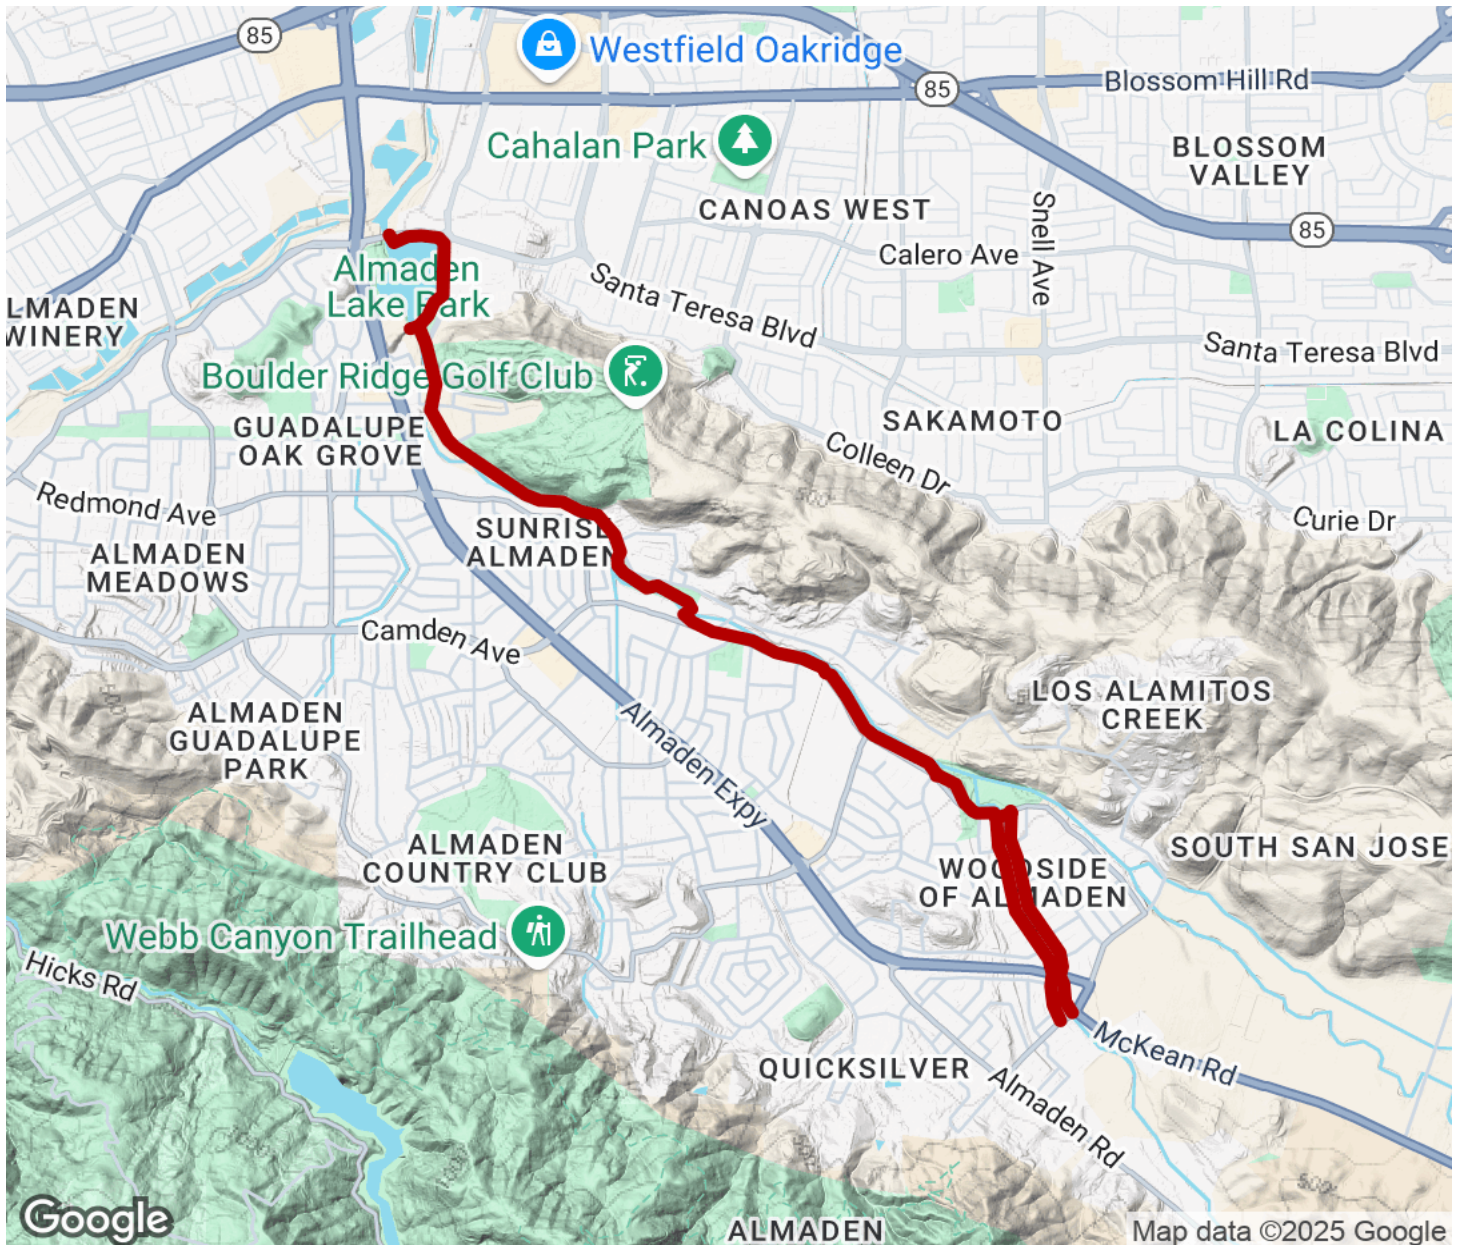 85
Westfield Oakridge
85
Blossom Hill Rd
Cahalan Park
BLOSSOM
VALLEY
CANOAS WEST
Snell Ave
85
Calero Ave
Almaden
Lake Park
Santa Teresa Blvd
LMADEN
WINERY
Santa Teresa Blvd
Boulder Ridge Golf Club
GUADALUPE
OAK GROVE
SAKAMOTO
LA COLINA
Colleen Dr
Redmond Ave
Curie Dr
SUNRISE
ALMADEN
ALMADEN
MEADOWS
Camden Ave
LOS ALAMITOS
CREEK
ALMADEN
GUADALUPE
PARK
Almaden Expy
ALMADEN
COUNTRY CLUB
SOUTH SAN JOSE
WOODSIDE
OF ALMADEN
Webb Canyon Trailhead
Hicks Rd
McKean Rd
QUICKSILVER
Almaden Rd
Google
ALMADEN
Map data ©2025 Google